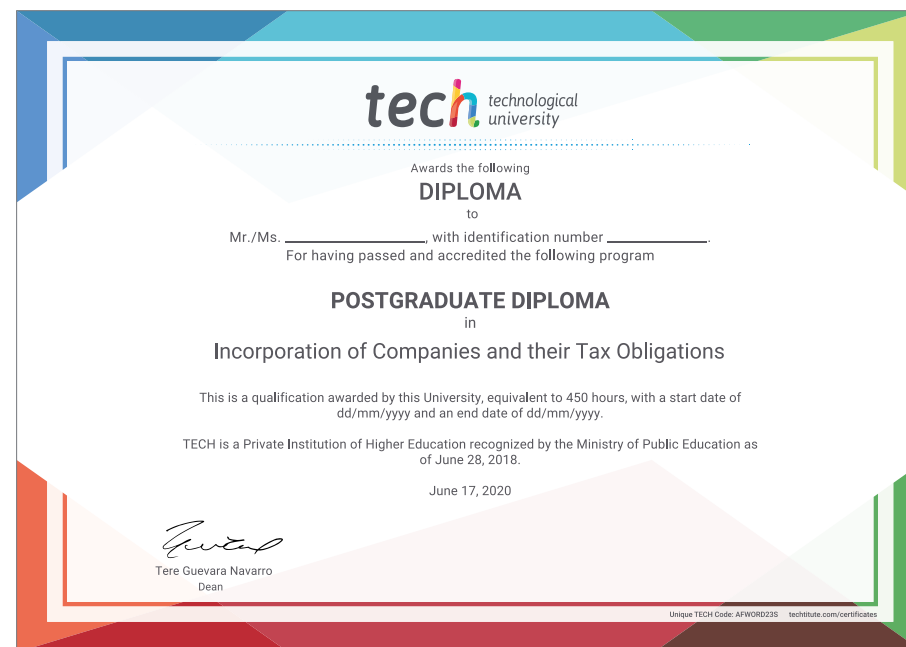 tech technological
university
Awards the following
DIPLOMA
to
Mr./Ms. ____________, with identification number ____________.
For having passed and accredited the following program
POSTGRADUATE DIPLOMA
in
Incorporation of Companies and their Tax Obligations
This is a qualification awarded by this University, equivalent to 450 hours, with a start date of
dd/mm/yyyy and an end date of dd/mm/yyyy.
TECH is a Private Institution of Higher Education recognized by the Ministry of Public Education as
of June 28, 2018.
June 17, 2020
Tere Guevara Navarro
Dean
Unique TECH Code: AFWORD23S techtitute.com/certificates